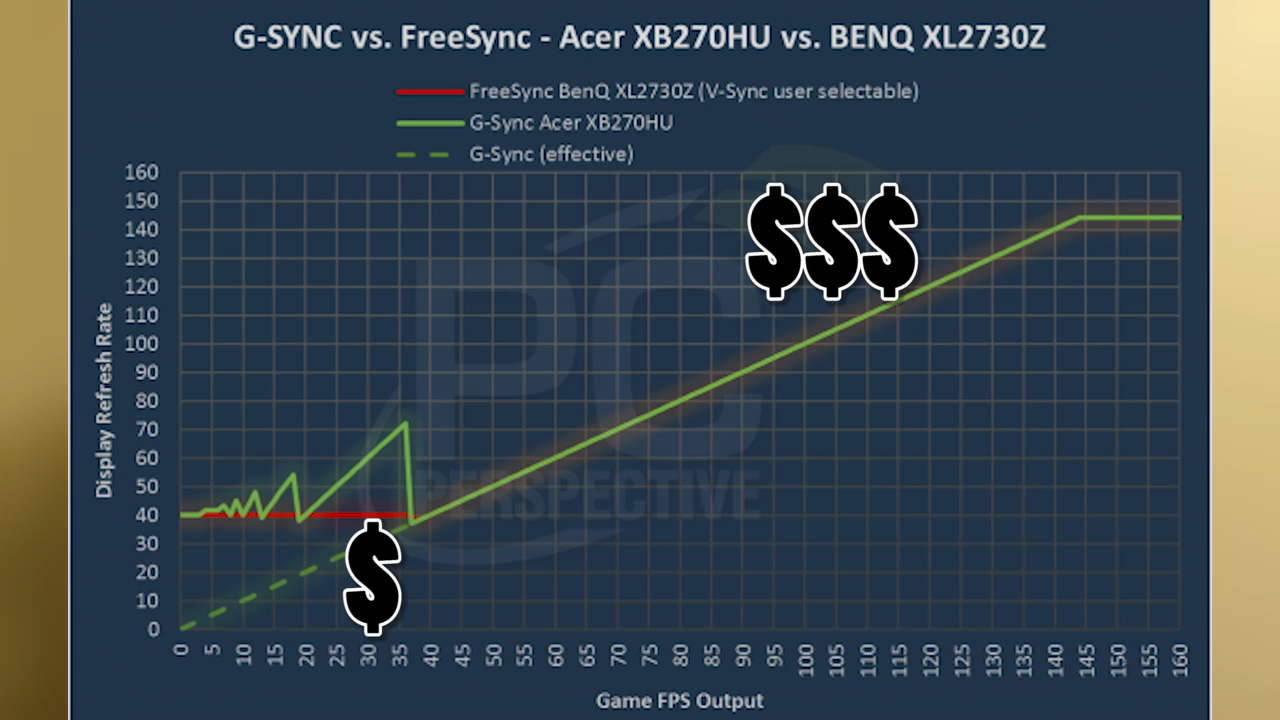 G-SYNC vs. FreeSync - Acer XB270HU vs. BENQ XL2730Z
FreeSync BenQ XL2730Z (V-Sync user selectable)
G-Sync Acer XB270HU
G-Sync (effective)
160
150
140
130
120
110
100
90
80
70
60
50
40
30
20
10
0
Display Refresh Rate
$$$
PC
PERSPECTIVE
$
0 5 10 15 20 25 30 35 40 45 50 55 60 65 70 75 80 85 90 95 100 105 110 115 120 125 130 135 140 145 150 155 160
Game FPS Output